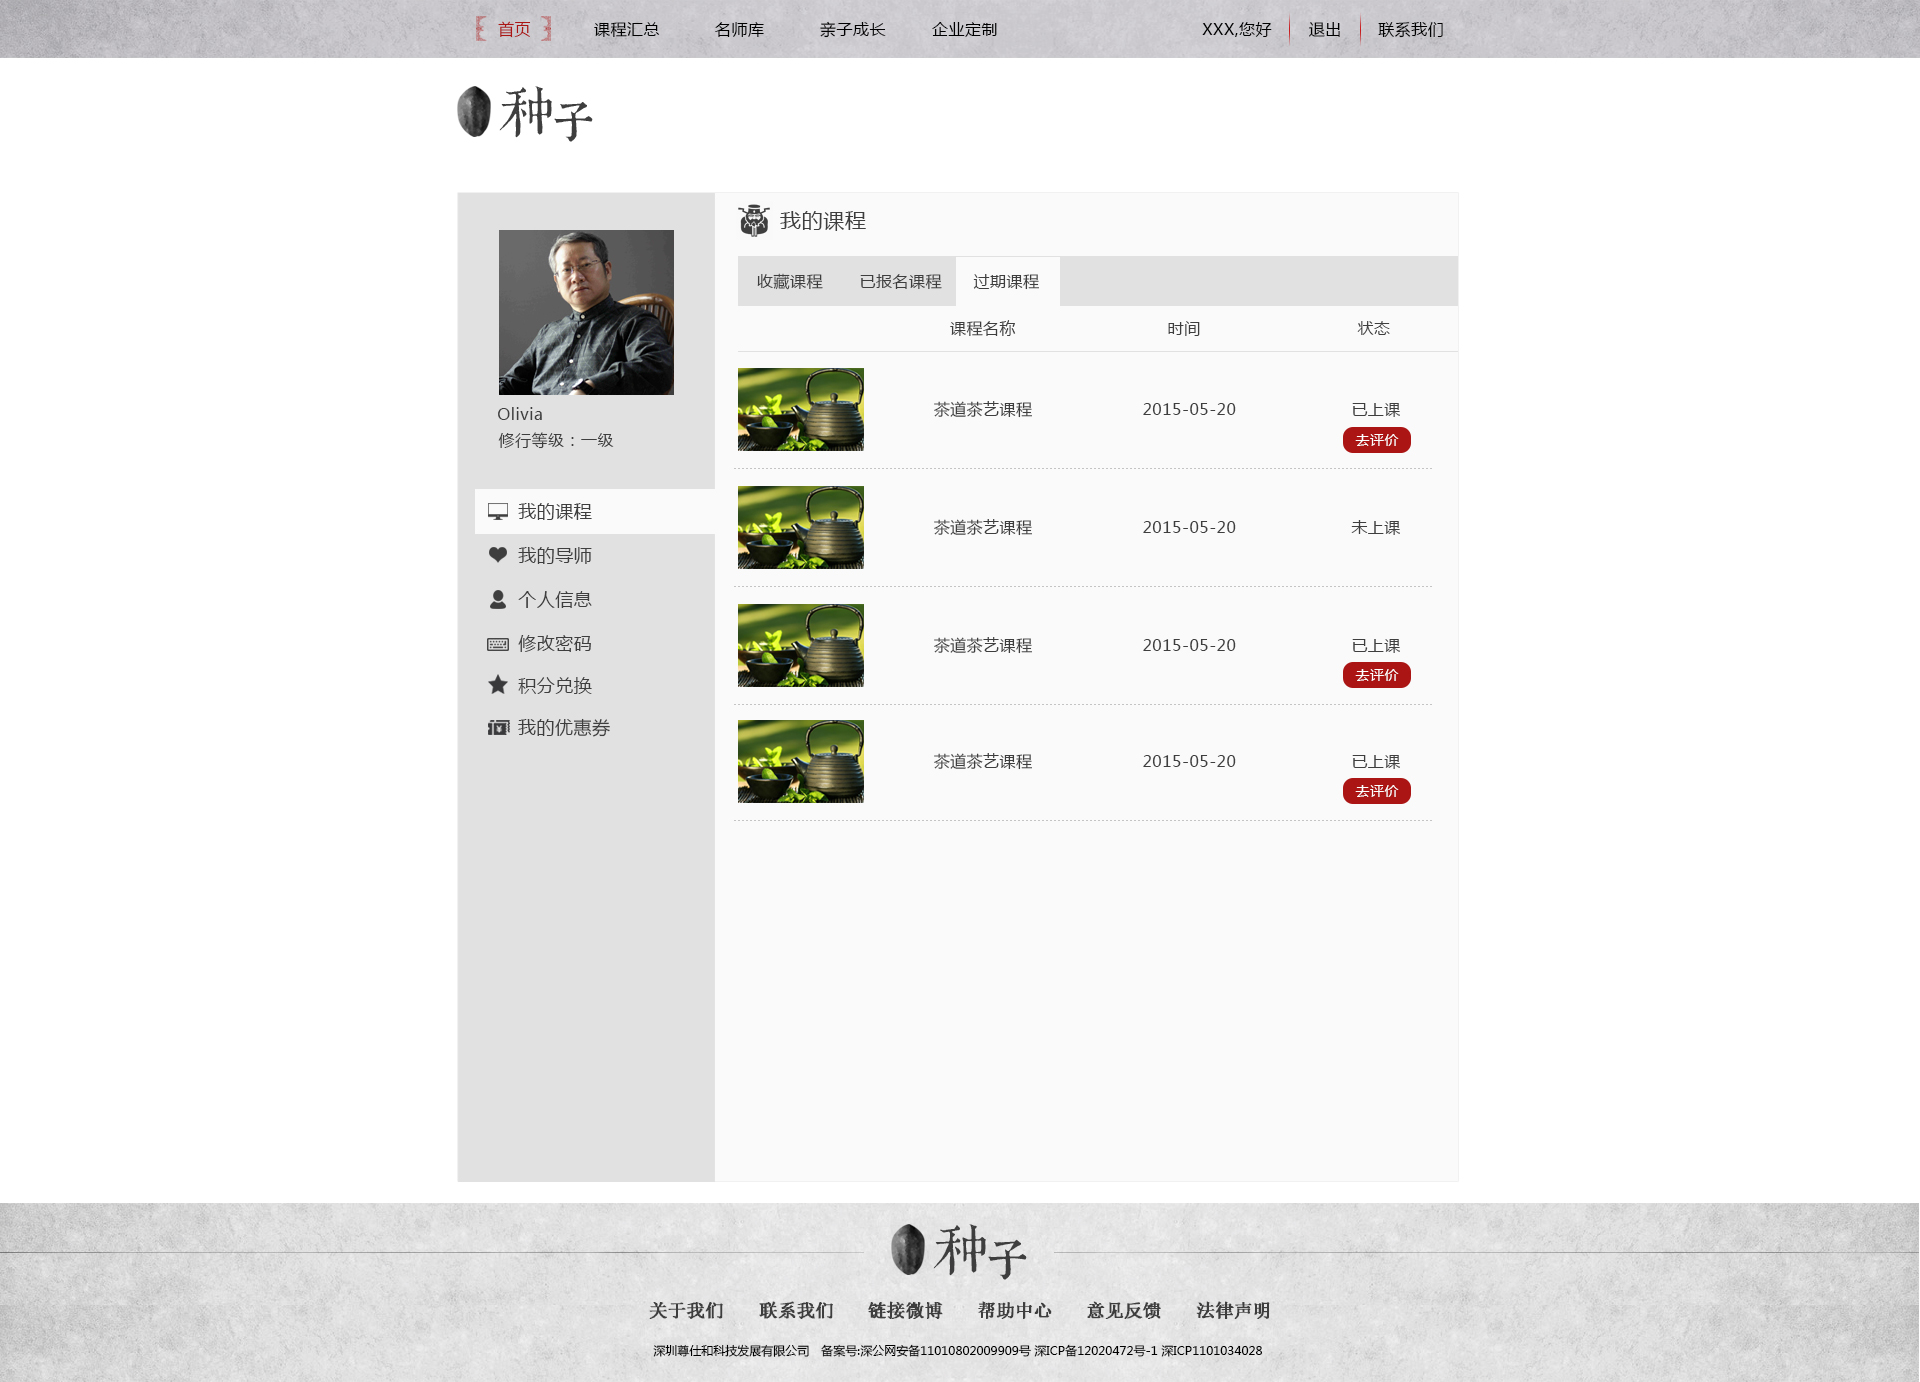 首页 课程汇总 名师库 亲子成长 企业定制 XXX,您好 退出 联系我们
种子
我的课程
收藏课程 已报名课程 过期课程
课程名称 时间 状态
Olivia
修行等级：一级
我的课程
我的导师
个人信息
修改密码
积分兑换
我的优惠券
茶道茶艺课程 2015-05-20 已上课
去评价
茶道茶艺课程 2015-05-20 未上课
茶道茶艺课程 2015-05-20 已上课
去评价
茶道茶艺课程 2015-05-20 已上课
去评价
种子
关于我们 联系我们 链接微博 帮助中心 意见反馈 法律声明
深圳尊仕和科技发展有限公司 备案号:深公网安备11010802009909号 深ICP备12020472号-1 深ICP1101034028